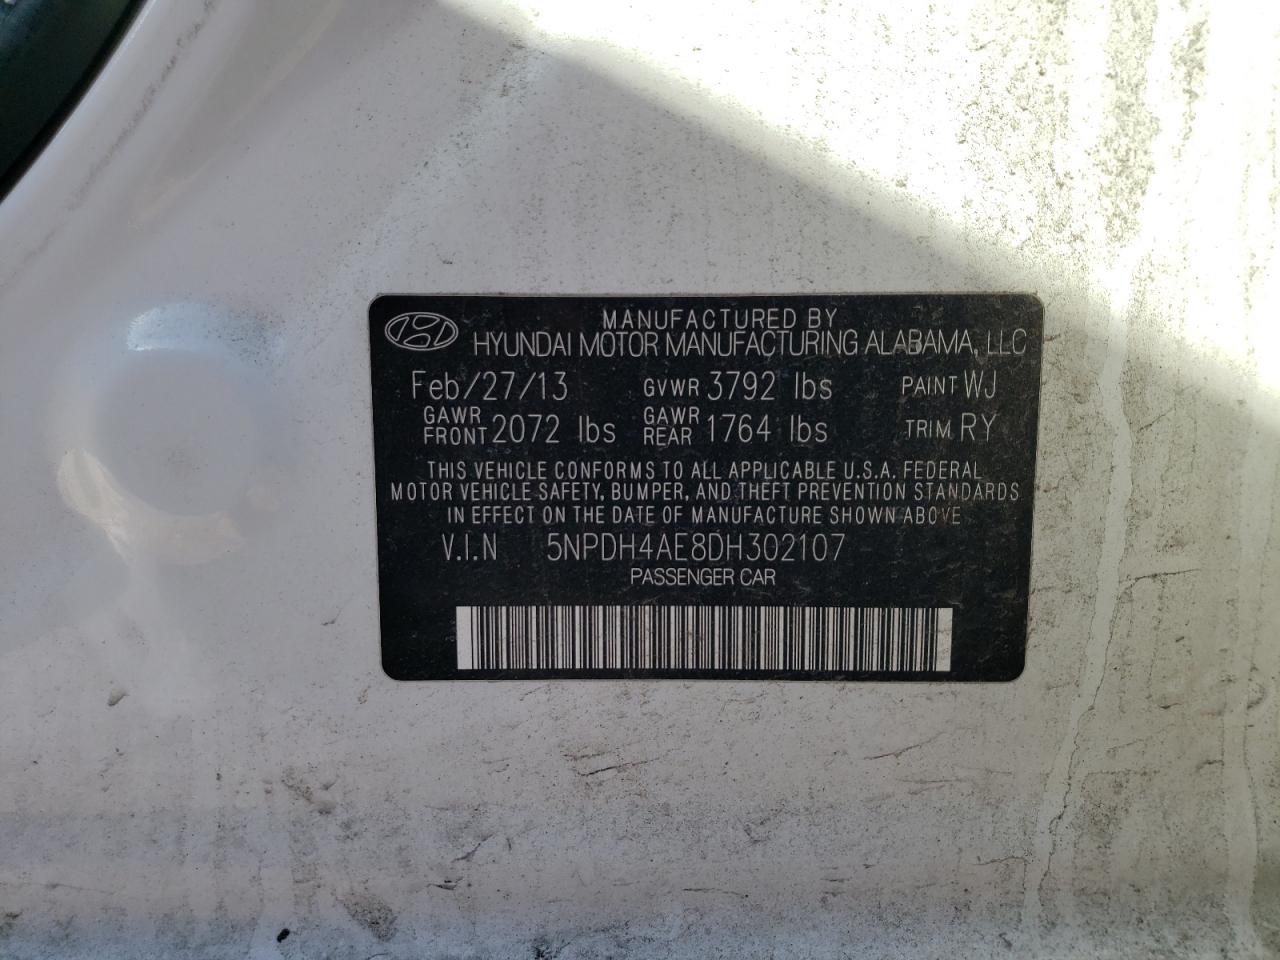 MANUFACTURED BY
HYUNDAI MOTOR MANUFACTURING ALABAMA, LLC
Feb/27/13 GVWR 3792 lbs PAINT WJ
GAWR FRONT 2072 lbs GAWR REAR 1764 lbs TRIM RY
THIS VEHICLE CONFORMS TO ALL APPLICABLE U.S.A. FEDERAL
MOTOR VEHICLE SAFETY, BUMPER, AND THEFT PREVENTION STANDARDS
IN EFFECT ON THE DATE OF MANUFACTURE SHOWN ABOVE
V.I.N 5NPDH4AE8DH302107
PASSENGER CAR